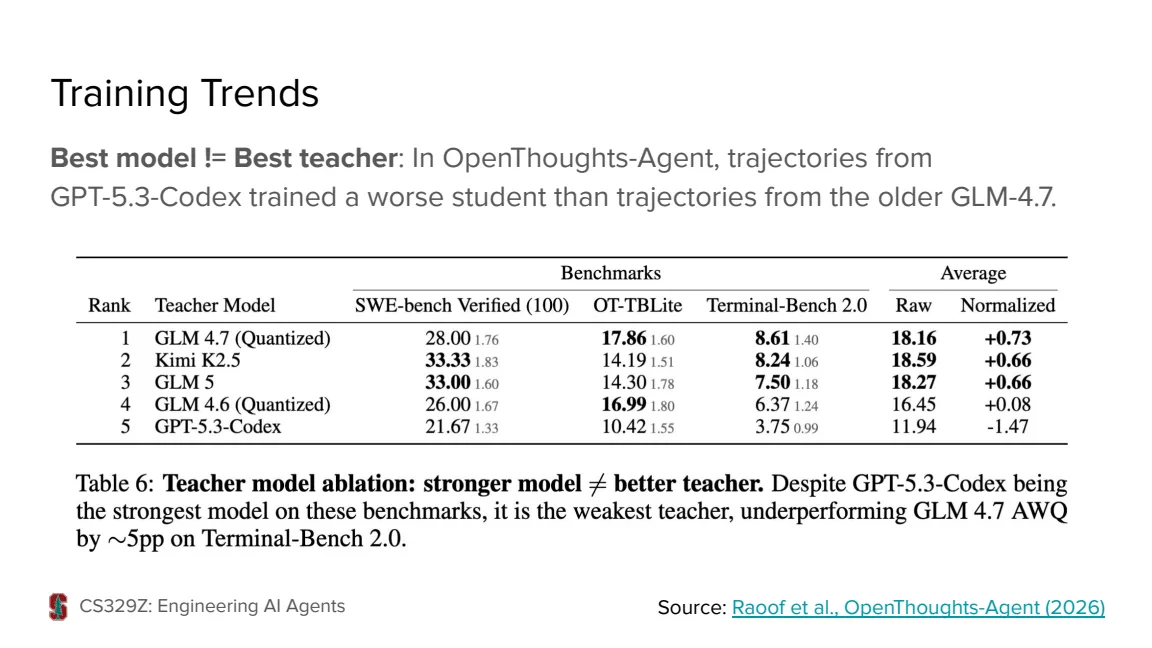 Training Trends
Best model != Best teacher: In OpenThoughts-Agent, trajectories from
GPT-5.3-Codex trained a worse student than trajectories from the older GLM-4.7.
Benchmarks Average
Rank Teacher Model SWE-bench Verified (100) OT-TBLite Terminal-Bench 2.0 Raw Normalized
1 GLM 4.7 (Quantized) 28.00 1.76 17.86 1.60 8.61 1.40 18.16 +0.73
2 Kimi K2.5 33.33 1.83 14.19 1.51 8.24 1.06 18.59 +0.66
3 GLM 5 33.00 1.60 14.30 1.78 7.50 1.18 18.27 +0.66
4 GLM 4.6 (Quantized) 26.00 1.67 16.99 1.80 6.37 1.24 16.45 +0.08
5 GPT-5.3-Codex 21.67 1.33 10.42 1.55 3.75 0.99 11.94 -1.47
Table 6: Teacher model ablation: stronger model ≠ better teacher. Despite GPT-5.3-Codex being
the strongest model on these benchmarks, it is the weakest teacher, underperforming GLM 4.7 AWQ
by ∼5pp on Terminal-Bench 2.0.
CS329Z: Engineering AI Agents
Source: Raoof et al., OpenThoughts-Agent (2026)